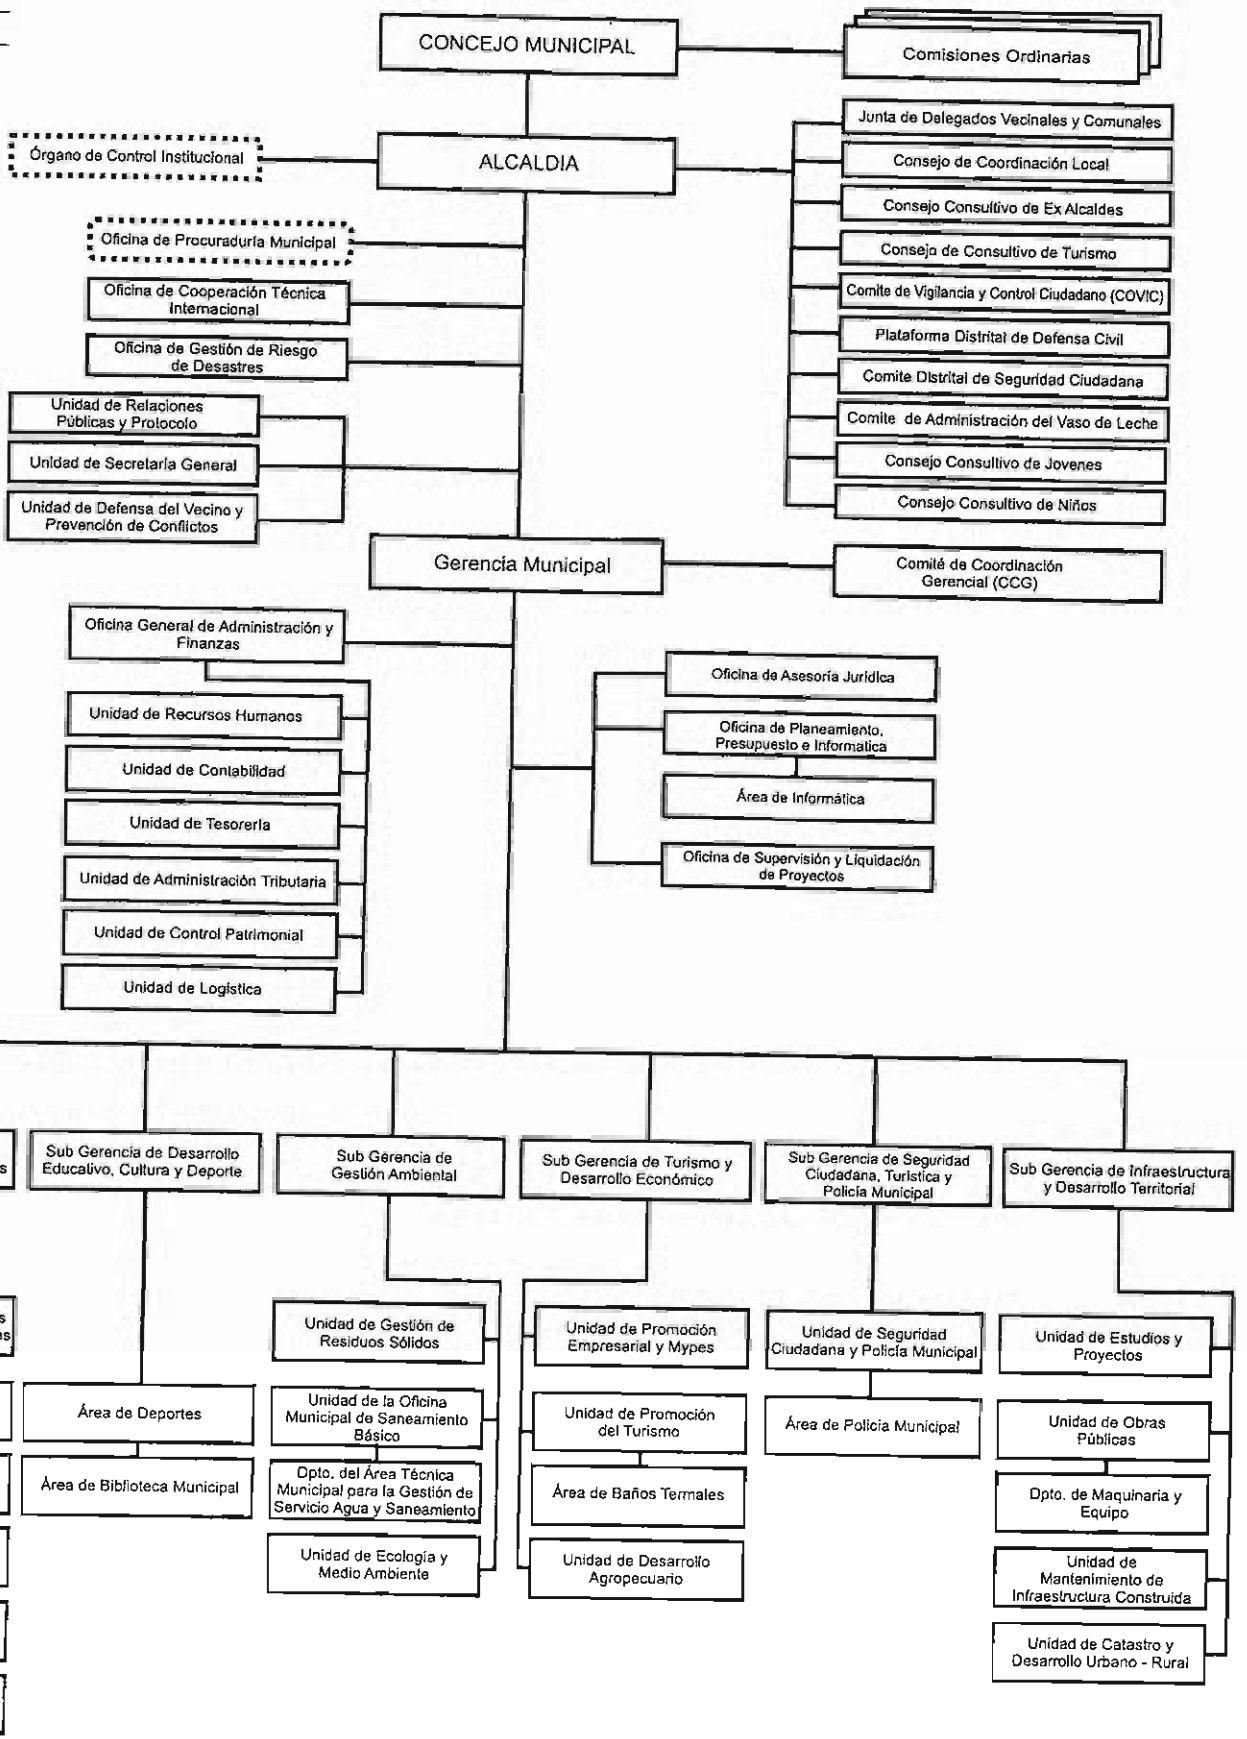 CONCEJO MUNICIPAL
Comisiones Ordinarias
Junta de Delegados Vecinales y Comunales
Órgano de Control Institucional
ALCALDIA
Consejo de Coordinación Local
Consejo Consultivo de Ex Alcaldes
Oficina de Procuraduría Municipal
Consejo de Consultivo de Turismo
Oficina de Cooperación Técnica
Internacional
Comite de Vigilancia y Control Ciudadano (COVIC)
Plataforma Distrital de Defensa Civil
Oficina de Gestión de Riesgo
de Desastres
Comite Distrital de Seguridad Ciudadana
Unidad de Relaciones
Públicas y Protocolo
Comite de Administración del Vaso de Leche
Unidad de Secretaría General
Consejo Consultivo de Jovenes
Unidad de Defensa del Vecino y
Prevención de Conflictos
Consejo Consultivo de Niños
Gerencia Municipal
Comité de Coordinación
Gerencial (CCG)
Oficina General de Administración y
Finanzas
Oficina de Asesoría Juridica
Unidad de Recursos Humanos
Oficina de Planeamiento,
Presupuesto e Informatica
Unidad de Contabilidad
Área de Informática
Unidad de Tesorería
Oficina de Supervisión y Liquidación
de Proyectos
Unidad de Administración Tributaria
Unidad de Control Patrimonial
Unidad de Logística
s
Sub Gerencia de Desarrollo
Educativo, Cultura y Deporte
Sub Gerencia de
Gestión Ambiental
Sub Gerencia de Turismo y
Desarrollo Económico
Sub Gerencia de Seguridad
Ciudadana, Turística y
Policía Municipal
Sub Gerencia de Infraestructura
y Desarrollo Territorial
s
es
Unidad de Gestión de
Residuos Sólidos
Unidad de Promoción
Empresarial y Mypes
Unidad de Seguridad
Ciudadana y Policía Municipal
Unidad de Estudios y
Proyectos
Área de Deportes
Unidad de la Oficina
Municipal de Saneamiento
Básico
Unidad de Promoción
del Turismo
Área de Policía Municipal
Unidad de Obras
Públicas
Área de Biblioteca Municipal
Dpto. del Área Técnica
Municipal para la Gestión de
Servicio Agua y Saneamiento
Área de Baños Termales
Dpto. de Maquinaria y
Equipo
Unidad de Ecología y
Medio Ambiente
Unidad de Desarrollo
Agropecuario
Unidad de
Mantenimiento de
Infraestructura Construida
Unidad de Catastro y
Desarrollo Urbano - Rural